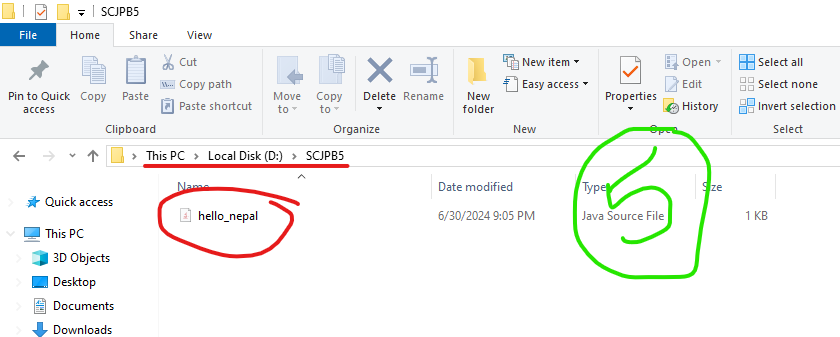 SCJPB5
File Home Share View
Pin to Quick access
Copy
Paste
Cut
Copy path
Paste shortcut
Clipboard
Move to
Copy to
Delete
Rename
Organize
New folder
New item
Easy access
New
Properties
Open
Edit
History
Open
Select all
Select none
Invert selection
Select
This PC > Local Disk (D:) > SCJPB5
Name Date modified Type Size
hello_nepal 6/30/2024 9:05 PM Java Source File 1 KB
Quick access
This PC
3D Objects
Desktop
Documents
Downloads
5